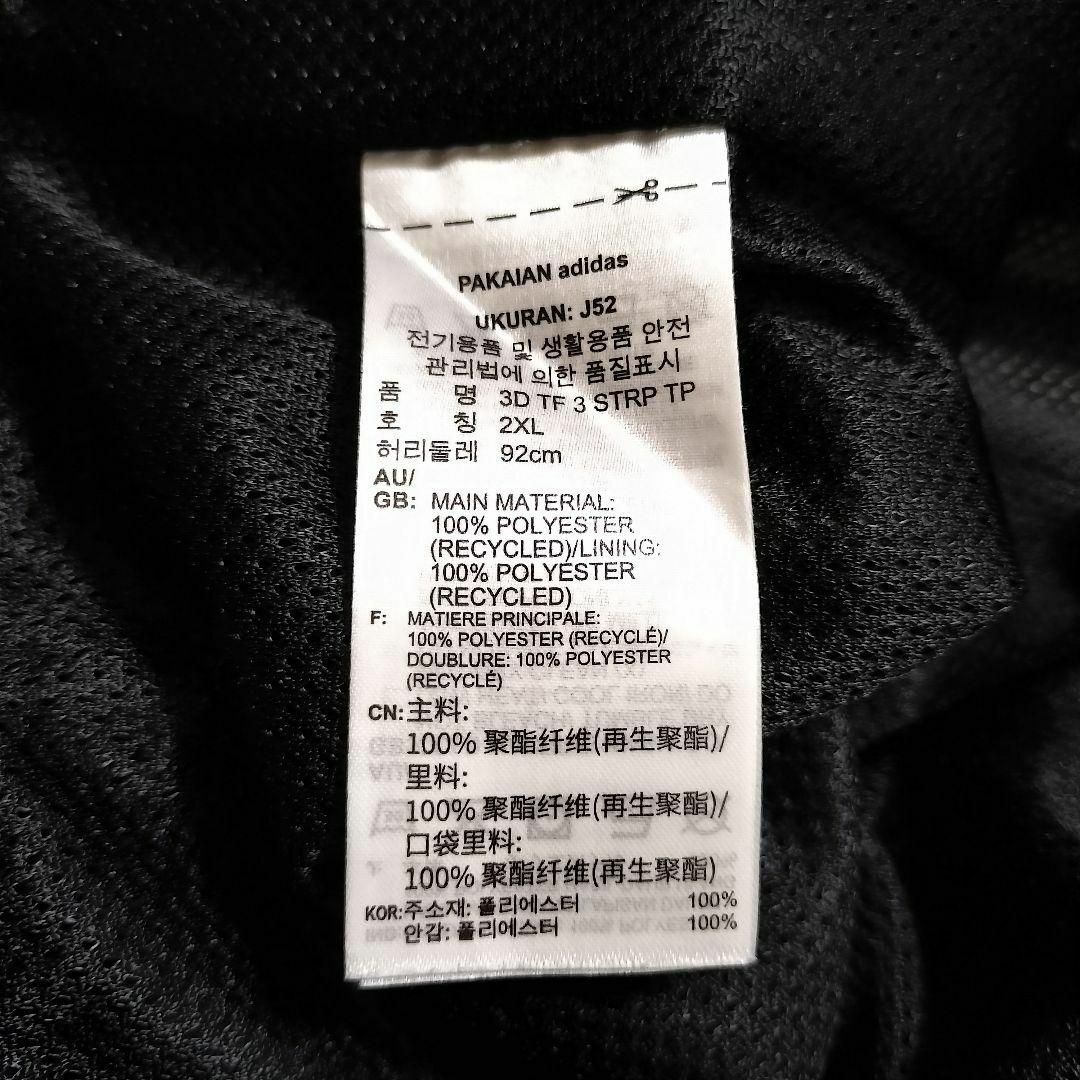 PAKAIAN adidas
UKURAN: J52
전기용품 및 생활용품 안전
관리법에 의한 품질표시
품 명 3D TF 3 STRP TP
호 칭 2XL
허리둘레 92cm
AU/
GB: MAIN MATERIAL:
100% POLYESTER
(RECYCLED)/LINING:
100% POLYESTER
(RECYCLED)
F: MATIERE PRINCIPALE:
100% POLYESTER (RECYCLÉ)/
DOUBLURE: 100% POLYESTER
(RECYCLÉ)
CN: 主料:
100% 聚酯纤维(再生聚酯)/
里料:
100% 聚酯纤维(再生聚酯)/
口袋里料:
100% 聚酯纤维(再生聚酯)
KOR: 주소재: 폴리에스터 100%
안감: 폴리에스터 100%